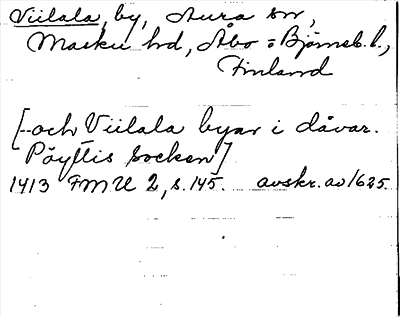 Viilala, by, Aura sn,
Masku hd, Åbo = Björneb. l.,
Finland
[-och Viilala byar i dåvar.
Pöyttis socken]
1413 FMU 2, s. 145. avskr. av 1625.